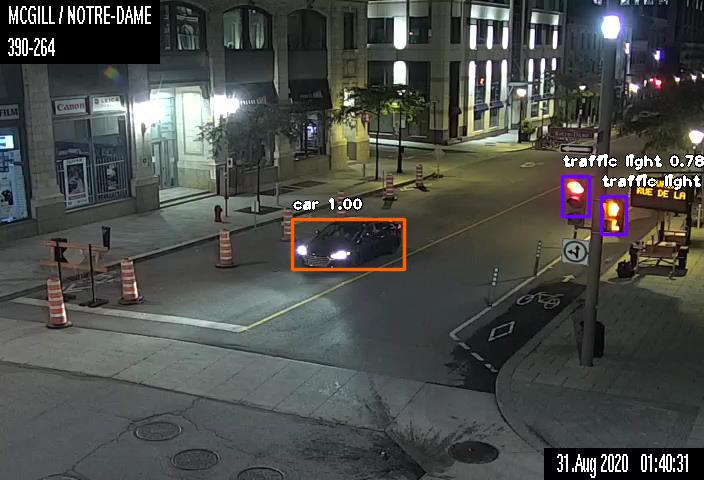 MCGILL / NOTRE-DAME
390-264
Canon
FILM
car 1.00
traffic light 0.78
traffic light
RUE DE LA
31.Aug 2020 01:40:31